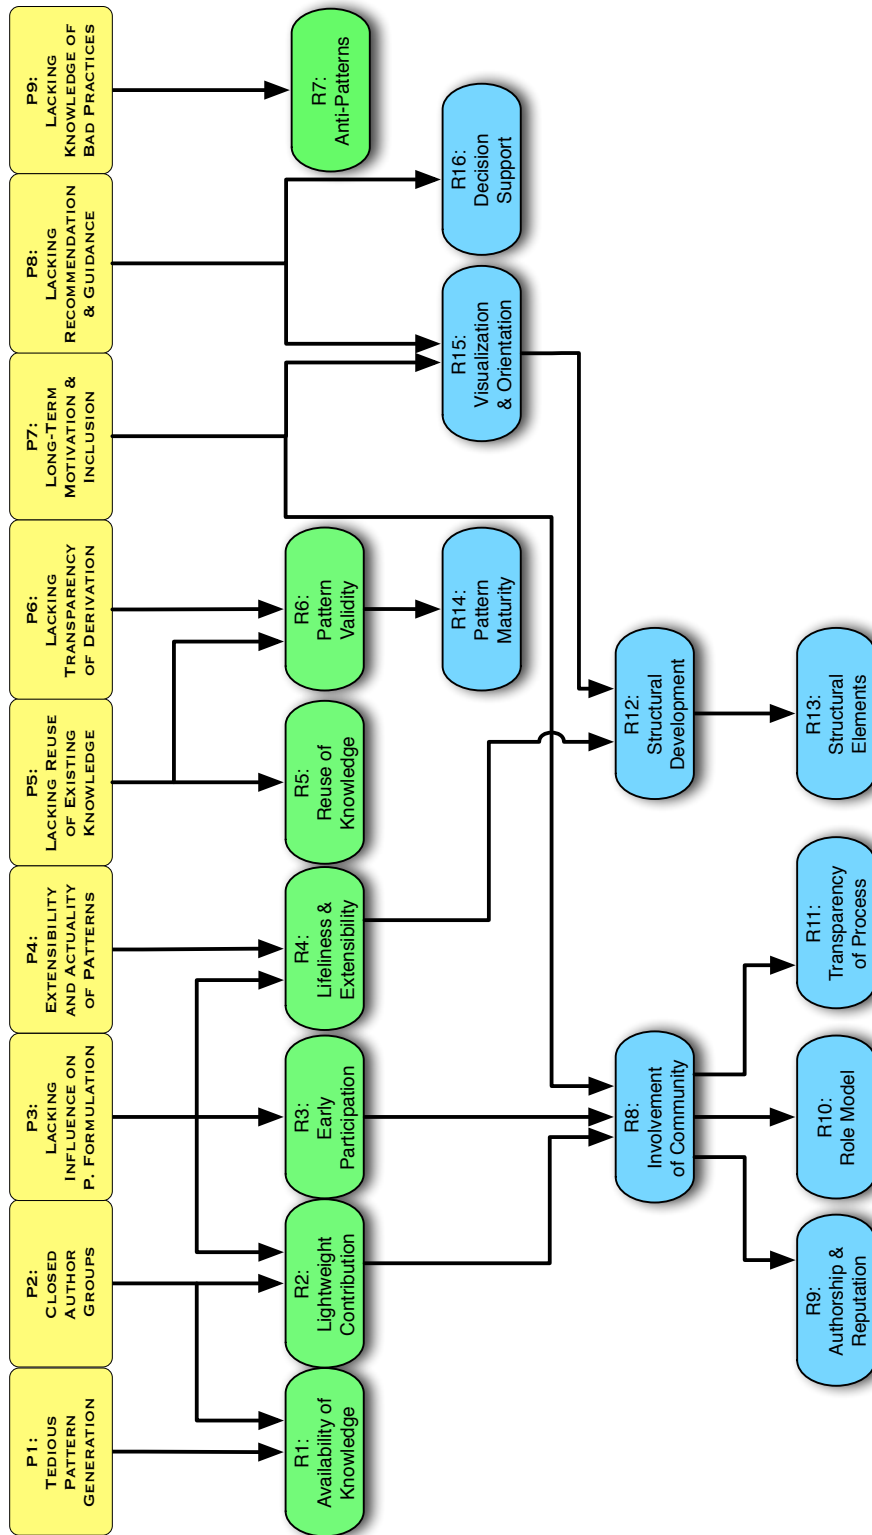 P1:
TEDIOUS
PATTERN
GENERATION
P2:
CLOSED
AUTHOR
GROUPS
P3:
LACKING
INFLUENCE ON
P. FORMULATION
P4:
EXTENSIBILITY
AND ACTUALITY
OF PATTERNS
P5:
LACKING REUSE
OF EXISTING
KNOWLEDGE
P6:
LACKING
TRANSPARENCY
OF DERIVATION
P7:
LONG-TERM
MOTIVATION &
INCLUSION
P8:
LACKING
RECOMMENDATION
& GUIDANCE
P9:
LACKING
KNOWLEDGE OF
BAD PRACTICES
R1:
Availability of
Knowledge
R2:
Lightweight
Contribution
R3:
Early
Participation
R4:
Lifeliness &
Extensibility
R5:
Reuse of
Knowledge
R6:
Pattern
Validity
R7:
Anti-Patterns
R14:
Pattern
Maturity
R15:
Visualization
& Orientation
R16:
Decision
Support
R8:
Involvement
of Community
R12:
Structural
Development
R9:
Authorship &
Reputation
R10:
Role Model
R11:
Transparency
of Process
R13:
Structural
Elements